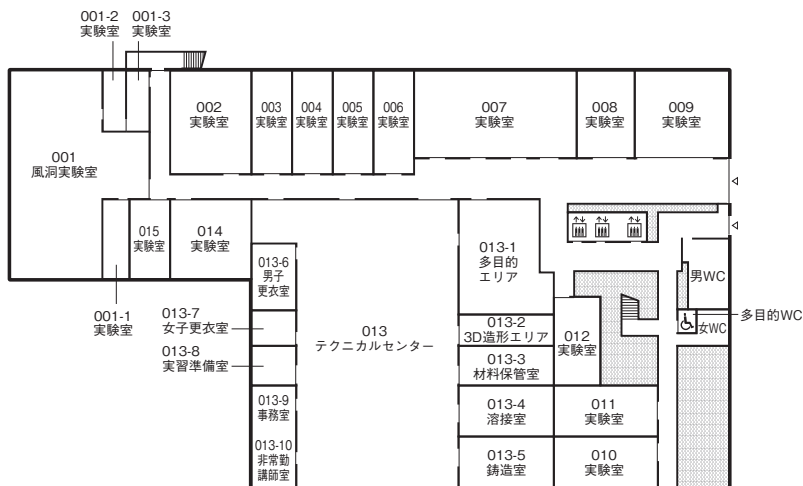 001-2
実験室
001-3
実験室
002
実験室
003
実験室
004
実験室
005
実験室
006
実験室
007
実験室
008
実験室
009
実験室
001
風洞実験室
015
実験室
014
実験室
001-1
実験室
013-6
男子
更衣室
013-7
女子更衣室
013-8
実習準備室
013-9
事務室
013-10
非常勤
講師室
013
テクニカルセンター
013-1
多目的
エリア
013-2
3D造形エリア
013-3
材料保管室
013-4
溶接室
013-5
鋳造室
012
実験室
011
実験室
010
実験室
男WC
多目的WC
女WC